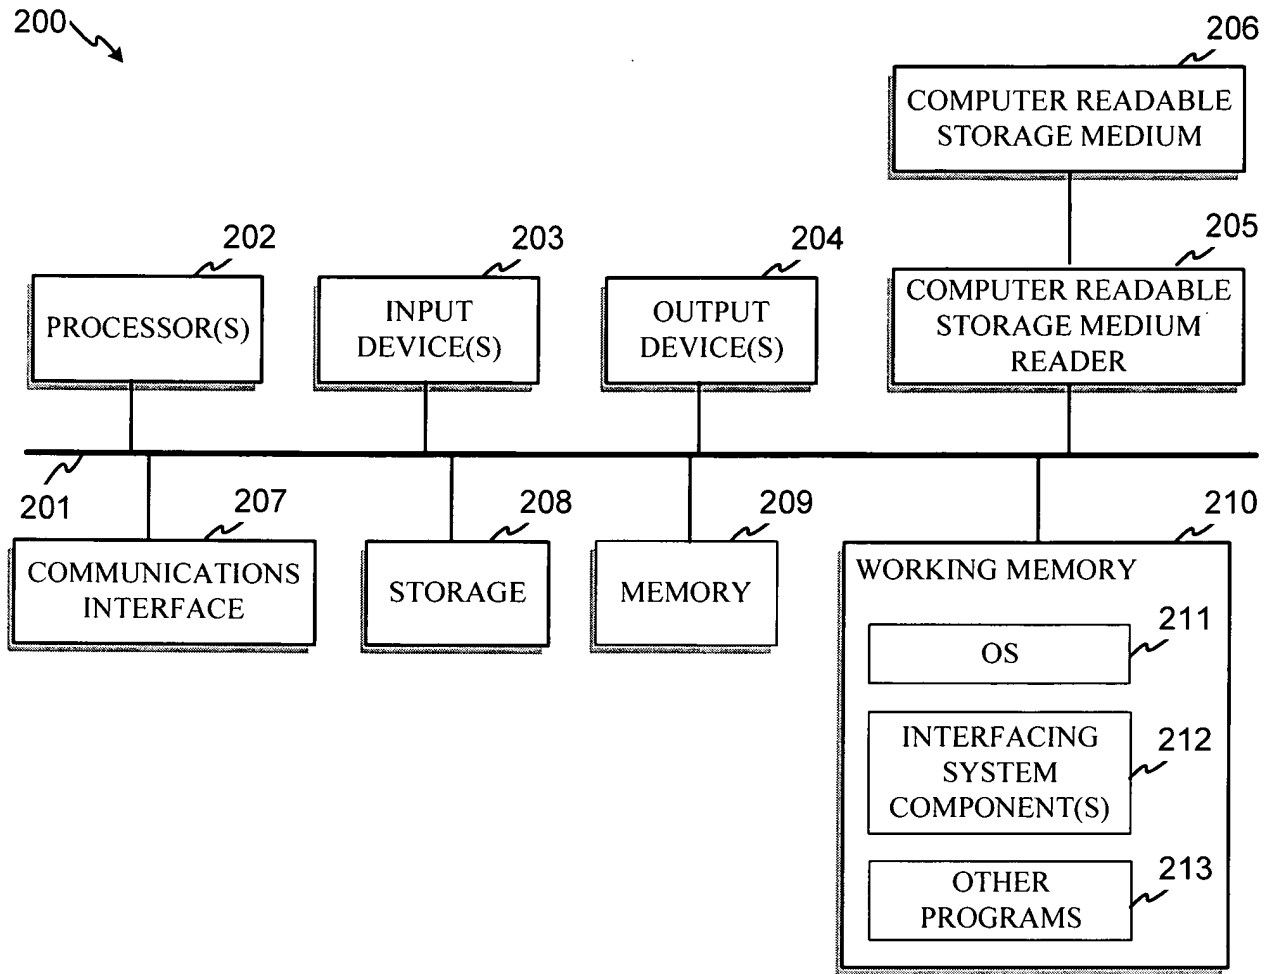 200
206
COMPUTER READABLE
STORAGE MEDIUM
202
203
204
205
PROCESSOR(S)
INPUT
DEVICE(S)
OUTPUT
DEVICE(S)
COMPUTER READABLE
STORAGE MEDIUM
READER
201
207
208
209
210
COMMUNICATIONS
INTERFACE
STORAGE
MEMORY
WORKING MEMORY
211
OS
212
INTERFACING
SYSTEM
COMPONENT(S)
213
OTHER
PROGRAMS